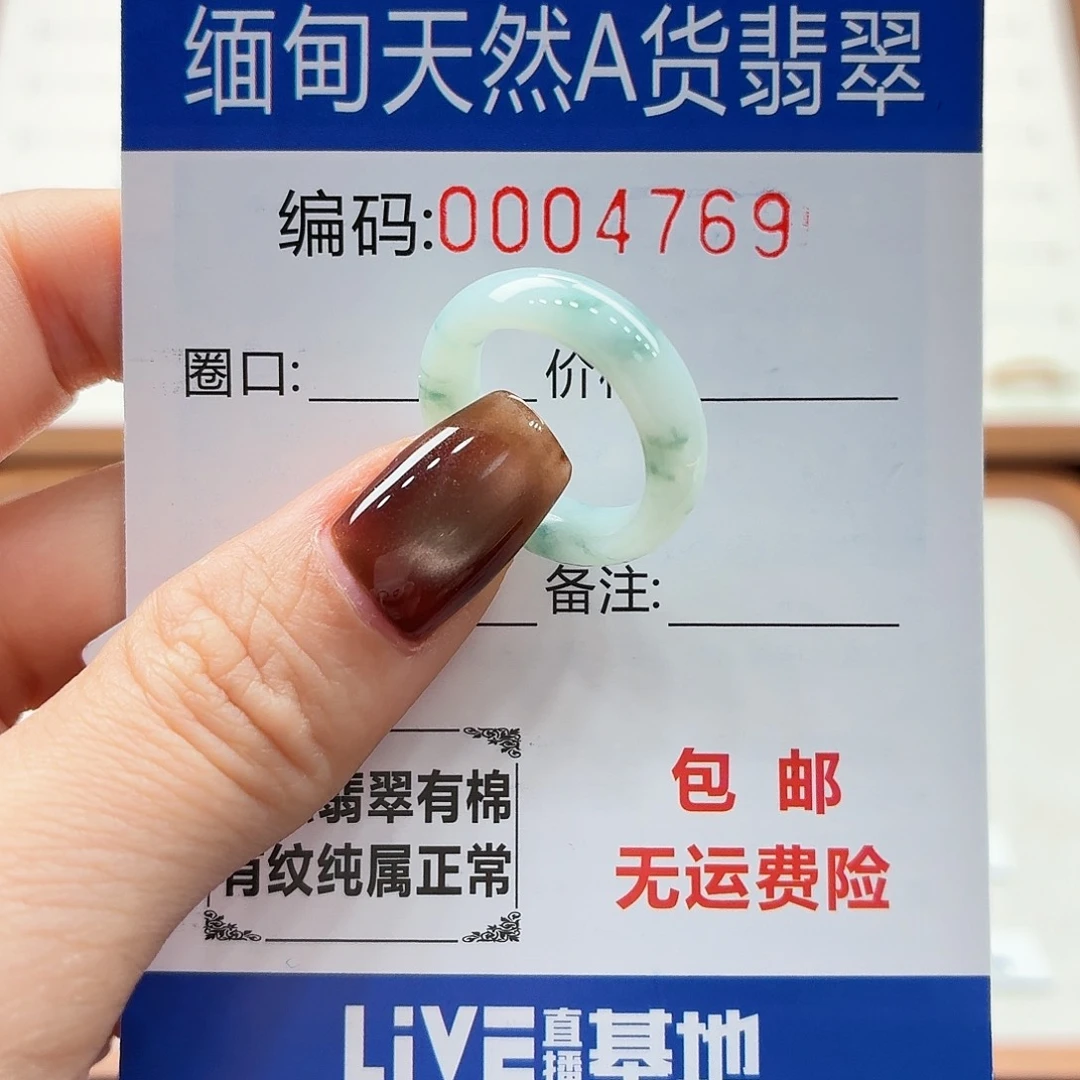 缅甸天然A货翡翠
编码:0004769
圈口: 价
备注:
翡翠有棉
有纹纯属正常
包 邮
无运费险
LiVE直播基地